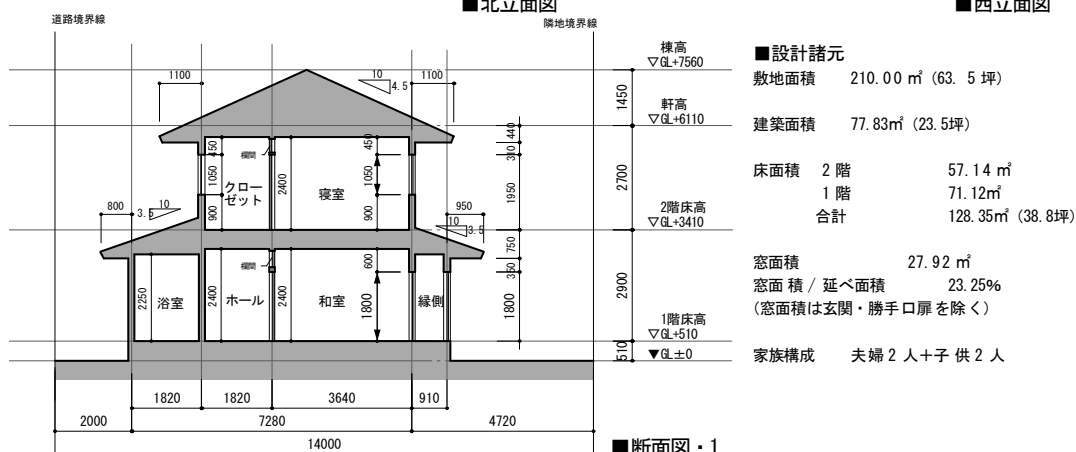 ■北立面図
■西立面図
道路境界線
隣地境界線
棟高
▽GL+7560
軒高
▽GL+6110
2階床高
▽GL+3410
1階床高
▽GL+510
▼GL±0
1100
10
4.5
1100
450
欄間
1050
クロー
ゼット
2400
寝室
450
1050
900
900
440
310
1950
1450
2700
800
10
3.5
950
10
3.5
750
350
1800
2900
510
2250
浴室
2400
ホール
欄間
2400
和室
600
1800
縁側
1820
1820
3640
910
2000
7280
4720
14000
■断面図・1
■設計諸元
敷地面積 210.00 ㎡ (63.5 坪)
建築面積 77.83㎡ (23.5坪)
床面積 2 階 57.14 ㎡
1 階 71.12㎡
合計 128.35㎡ (38.8坪)
窓面積 27.92 ㎡
窓面積 / 延べ面積 23.25%
(窓面積は玄関・勝手口扉を除く)
家族構成 夫婦 2 人+子供 2 人